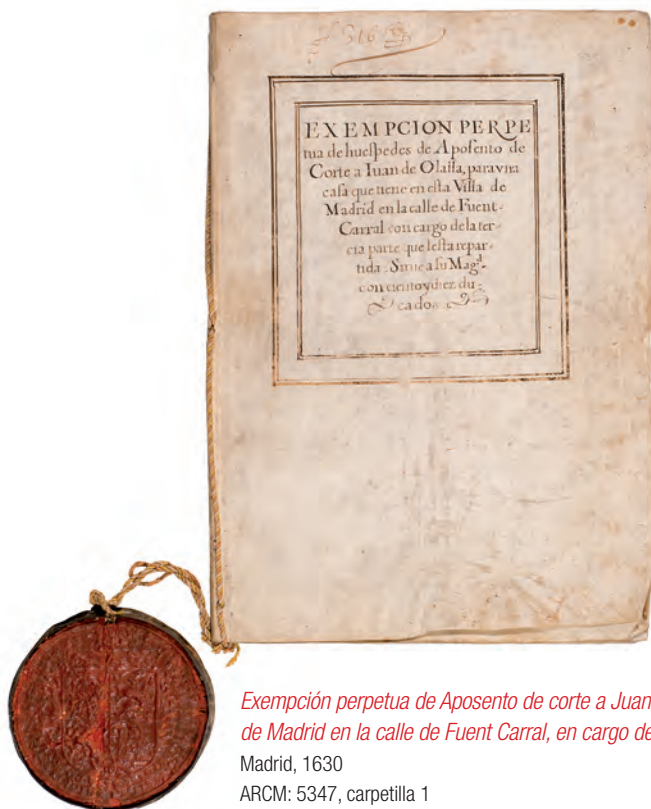 316
EXEMPCION PERPE
tua de huespedes de Aposento de
Corte a Iuan de Olassa, para vna
casa que tiene en esta Villa de
Madrid en la calle de Fuent-
Carral con cargo de la ter-
cia parte que le esta repar-
tida. Sirue a su Magd.
con ciento y diez du-
cados.
Exempción perpetua de Aposento de corte a Juan
de Madrid en la calle de Fuent Carral, en cargo de
Madrid, 1630
ARCM: 5347, carpetilla 1